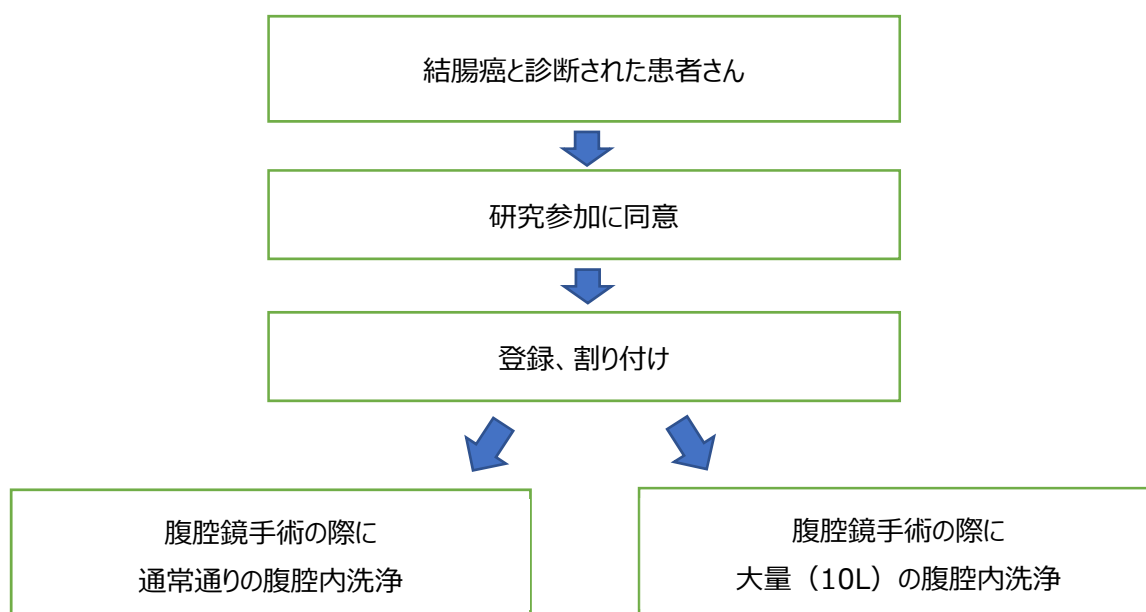 結腸癌と診断された患者さん
研究参加に同意
登録、割り付け
腹腔鏡手術の際に
通常通りの腹腔内洗浄
腹腔鏡手術の際に
大量（10L）の腹腔内洗浄